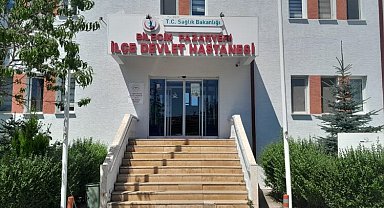 T.C. Sağlık Bakanlığı
BİLECİK PAZARYERİ
İLÇE DEVLET HASTANESİ